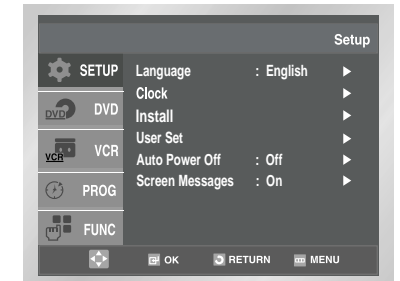 Setup
SETUP
DVD
VCR
PROG
FUNC
Language : English ►
Clock ►
Install ►
User Set ►
Auto Power Off : Off ►
Screen Messages : On ►
DVD
VCR
OK RETURN MENU